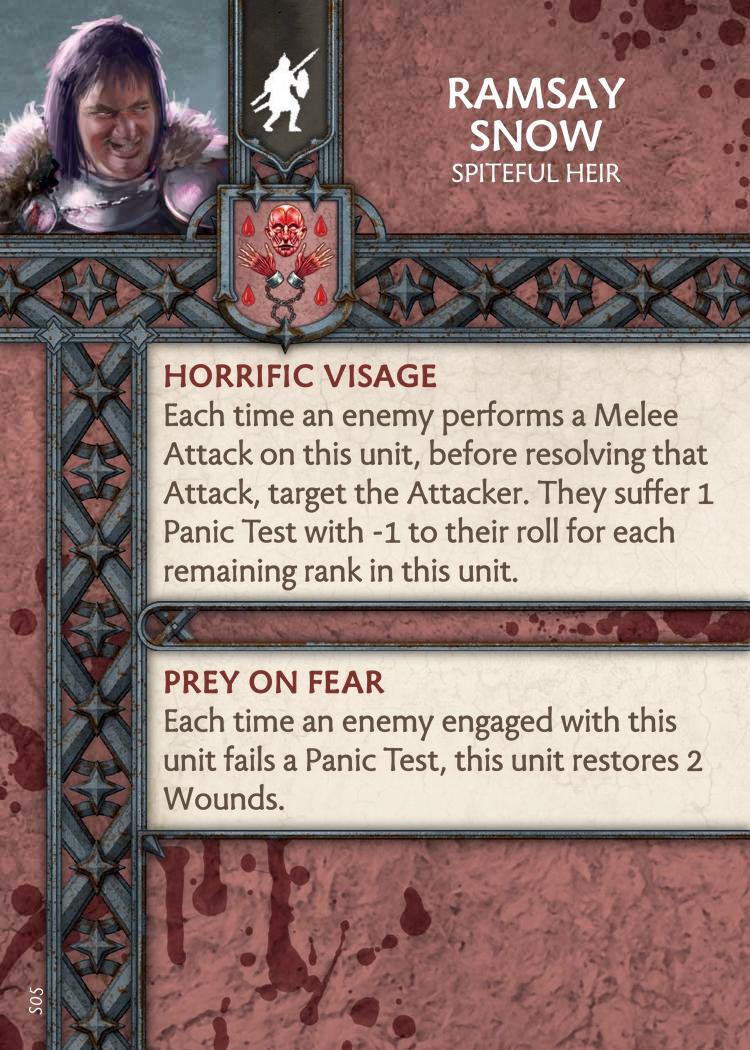 RAMSAY
SNOW
SPITEFUL HEIR
HORRIFIC VISAGE
Each time an enemy performs a Melee
Attack on this unit, before resolving that
Attack, target the Attacker. They suffer 1
Panic Test with -1 to their roll for each
remaining rank in this unit.
PREY ON FEAR
Each time an enemy engaged with this
unit fails a Panic Test, this unit restores 2
Wounds.
S05